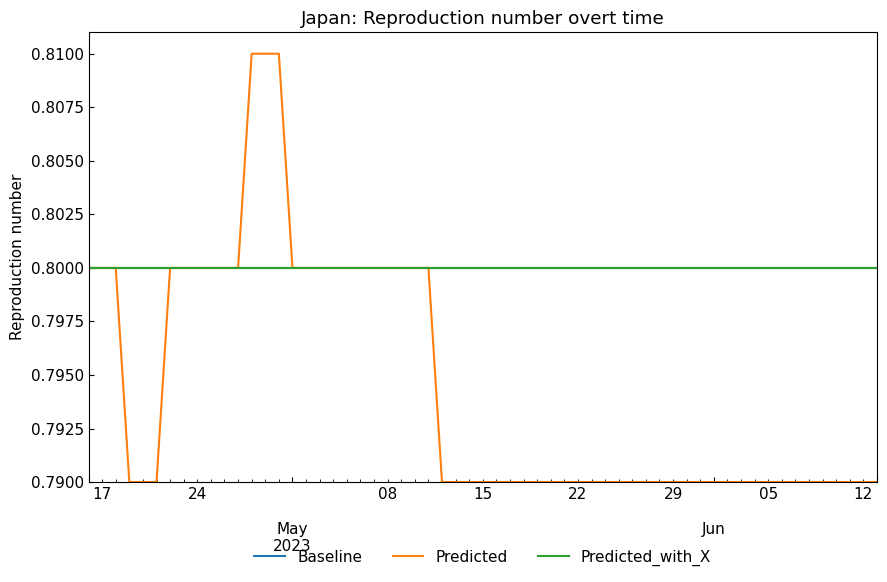 Japan: Reproduction number overt time
Reproduction number
0.8100
0.8075
0.8050
0.8025
0.8000
0.7975
0.7950
0.7925
0.7900
17 24 08 15 22 29 05 12
May Jun
2023
Baseline Predicted Predicted_with_X